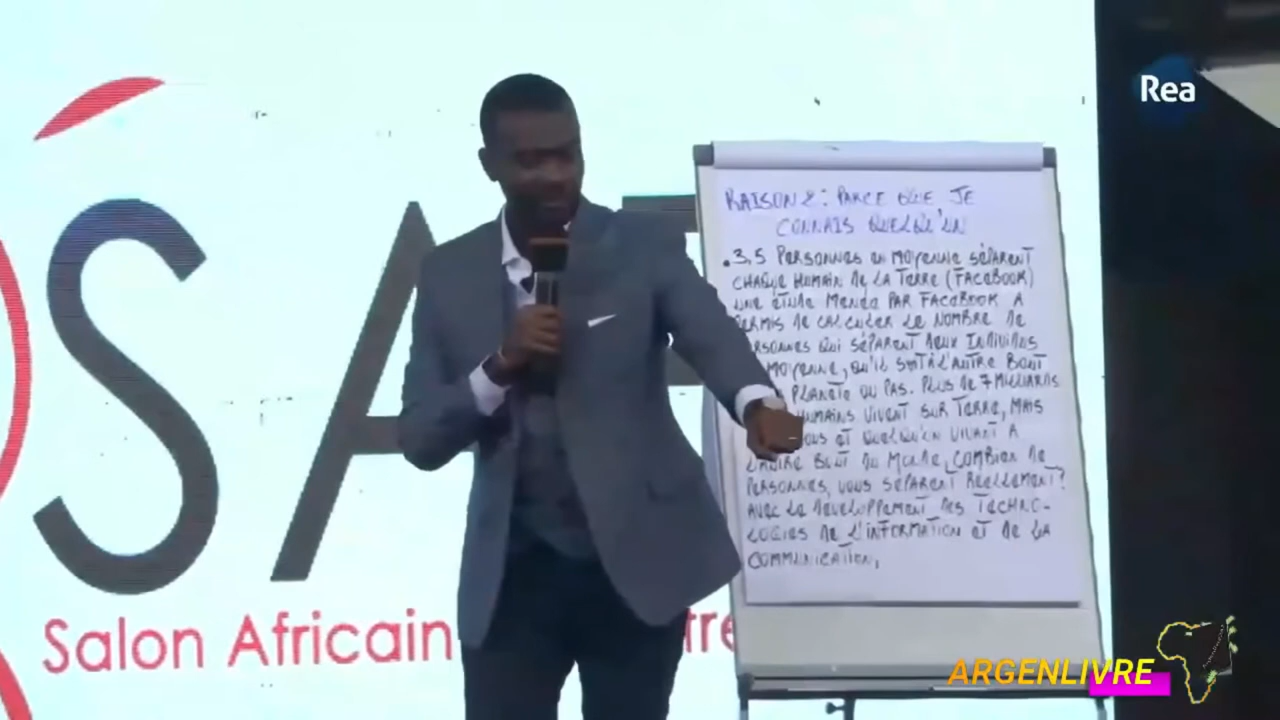 Rea
SA
Salon Africain
RAISON 2: PARCE QUE JE
CONNAIS QUELQU'UN
.3,5 PERSONNES EN MOYENNE SÉPARENT
CHAQUE HUMAIN DE LA TERRE (FACEBOOK)
UNE ÉTUDE MENÉE PAR FACEBOOK A
PERMIS DE CALCULER LE NOMBRE DE
PERSONNES QUI SÉPARENT DEUX INDIVIDUS
MOYENNE, QU'IL SOIT À L'AUTRE BOUT
PLANÈTE OU PAS. PLUS DE 7 MILLIARDS
HUMAINS VIVENT SUR TERRE, MAIS
VOUS ET QUELQU'UN VIVANT À
L'AUTRE BOUT DU MONDE, COMBIEN DE
PERSONNES, VOUS SÉPARENT RÉELLEMENT?
AVEC LE DÉVELOPPEMENT DES TECHNO-
LOGIES DE L'INFORMATION ET DE LA
COMMUNICATION,
ARGENLIVRE